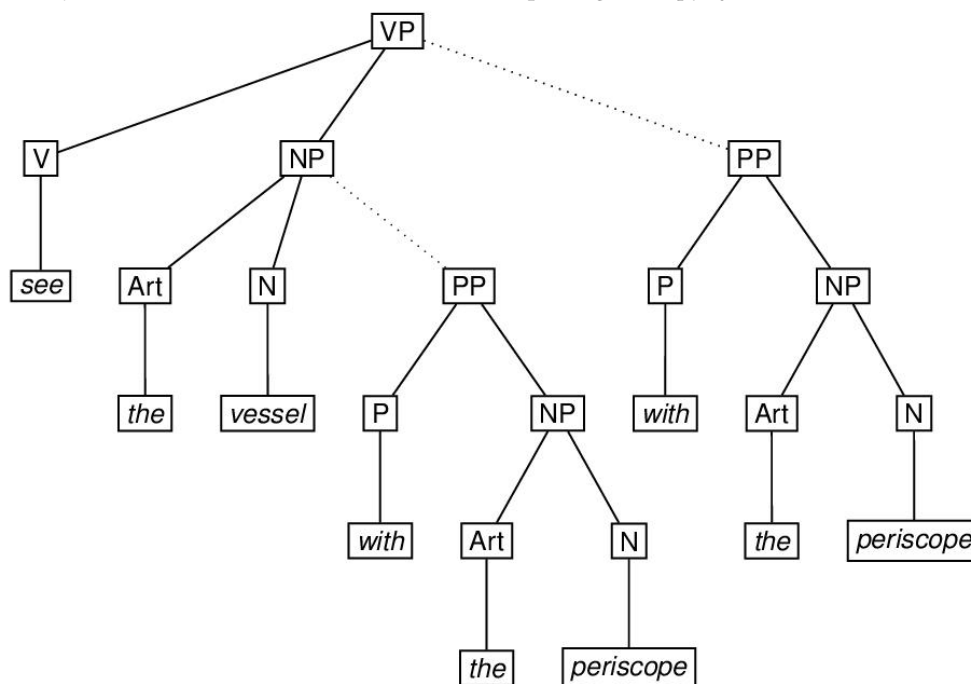 VP
V NP PP
see Art N PP P NP
the vessel P NP with Art N
with Art N the periscope
the periscope